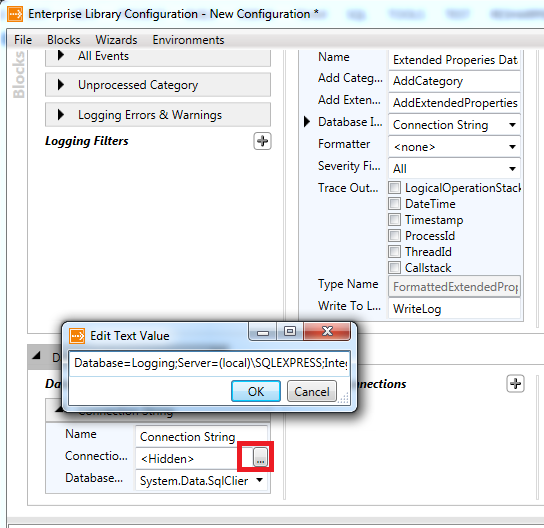 Enterprise Library Configuration - New Configuration *
File Blocks Wizards Environments
Blocks
All Events
Unprocessed Category
Logging Errors & Warnings
Logging Filters
Name Extended Properies Dat
Add Categ... AddCategory
Add Exten... AddExtendedProperties
Database I... Connection String
Formatter <none>
Severity Fi... All
Trace Out... LogicalOperationStack
DateTime
Timestamp
ProcessId
ThreadId
Callstack
Type Name FormattedExtendedProp
Write To L... WriteLog
Edit Text Value
Database=Logging;Server=(local)\SQLEXPRESS;Integ
OK Cancel
Connection String
Name Connection String
Connectio... <Hidden> ...
Database... System.Data.SqlClien